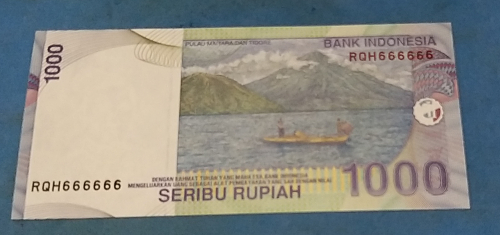 1000
PULAU MAITARA DAN TIDORE
BANK INDONESIA
RQH666666
RQH666666
DENGAN RAHMAT TUHAN YANG MAHA ESA BANK INDONESIA
MENGELUARKAN UANG SEBAGAI ALAT PEMBAYARAN YANG SAH DENGAN NILAI
SERIBU RUPIAH
1000